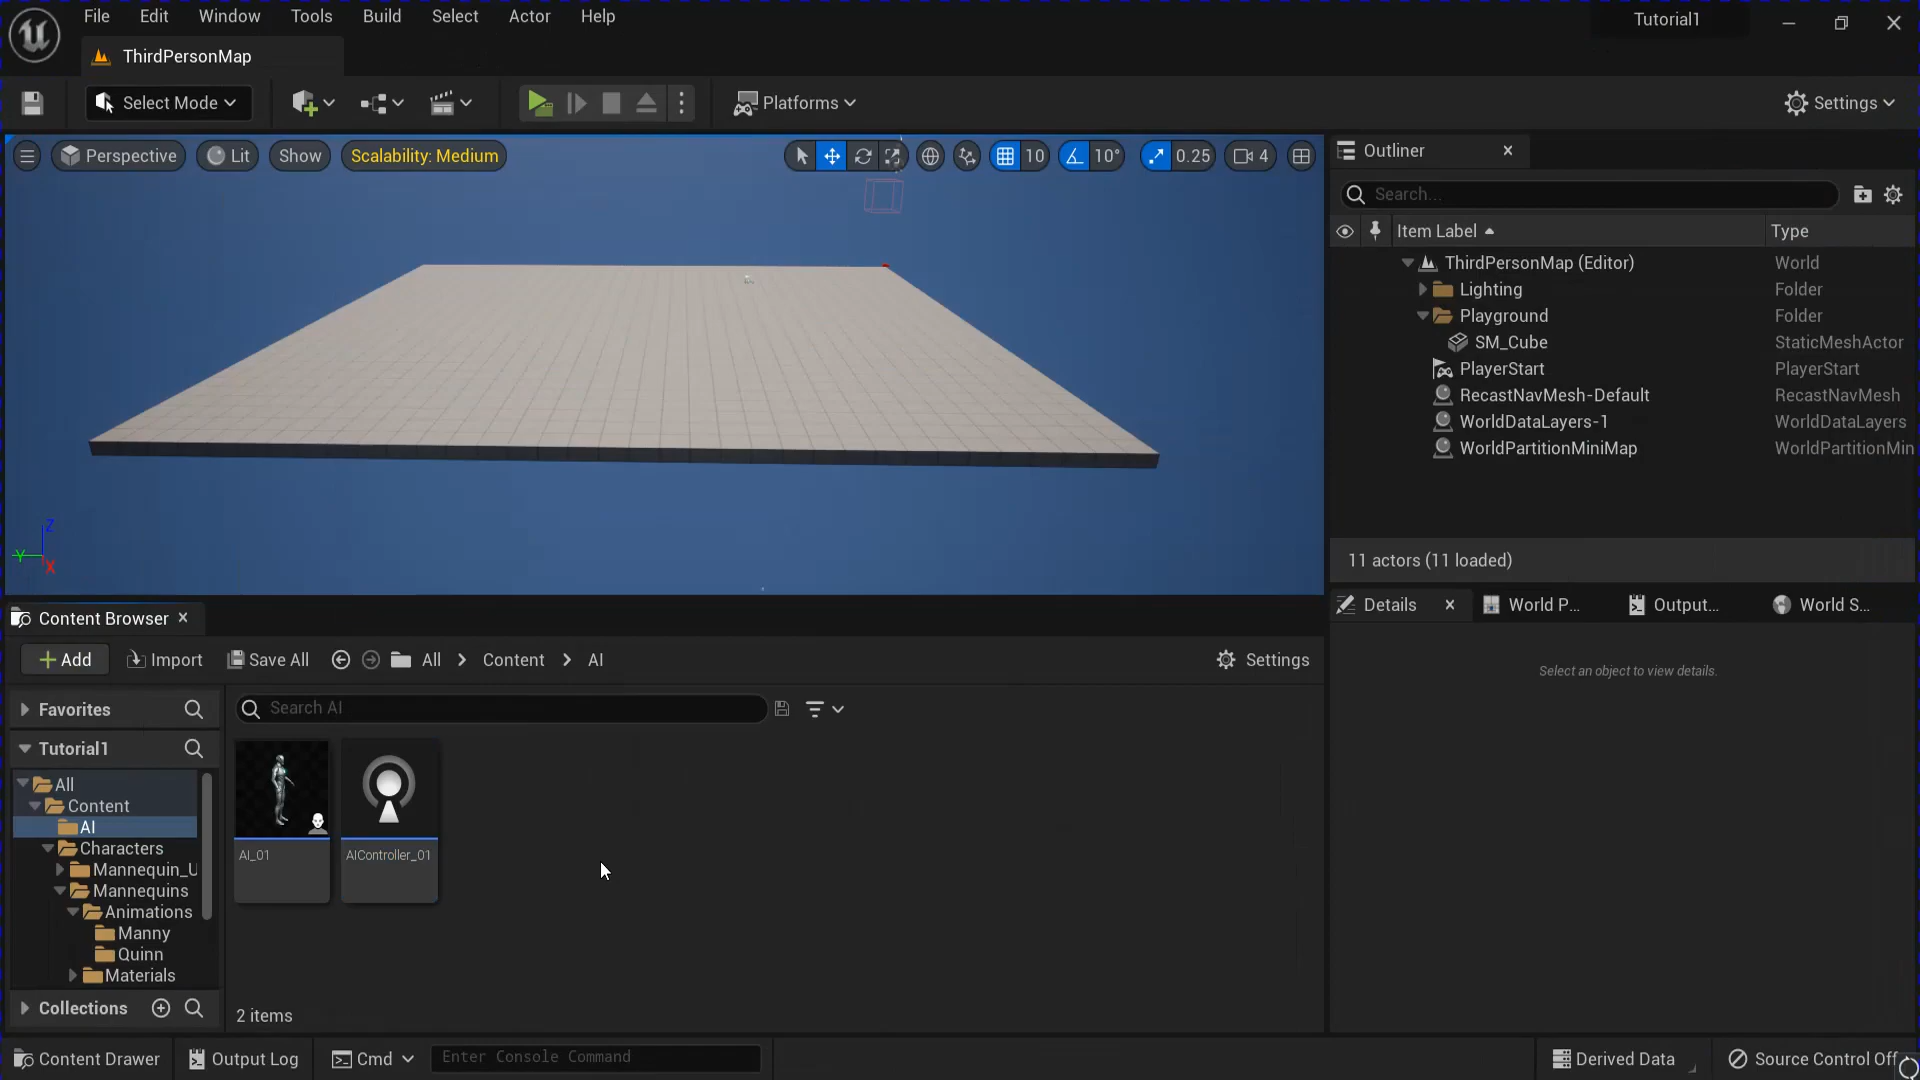 File Edit Window Tools Build Select Actor Help
Tutorial1
ThirdPersonMap
Select Mode
Platforms
Settings
Perspective Lit Show Scalability: Medium
10 10° 0.25 4
Outliner
Search...
Item Label Type
ThirdPersonMap (Editor) World
Lighting Folder
Playground Folder
SM_Cube StaticMeshActor
PlayerStart PlayerStart
RecastNavMesh-Default RecastNavMesh
WorldDataLayers-1 WorldDataLayers
WorldPartitionMiniMap WorldPartitionMin
Z
Y
X
11 actors (11 loaded)
Details World P... Output... World S...
Select an object to view details.
Content Browser
Add Import Save All All Content AI Settings
Favorites
Search AI
Tutorial1
All
Content
AI
Characters
Mannequin_U
Mannequins
Animations
Manny
Quinn
Materials
AI_01 AIController_01
Collections
2 items
Content Drawer Output Log Cmd Enter Console Command Derived Data Source Control Off